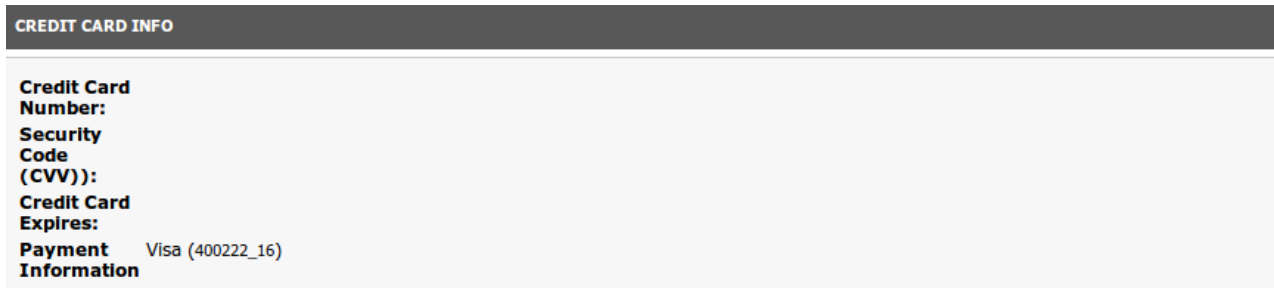 CREDIT CARD INFO
Credit Card
Number:
Security
Code
(CVV)):
Credit Card
Expires:
Payment Visa (400222_16)
Information